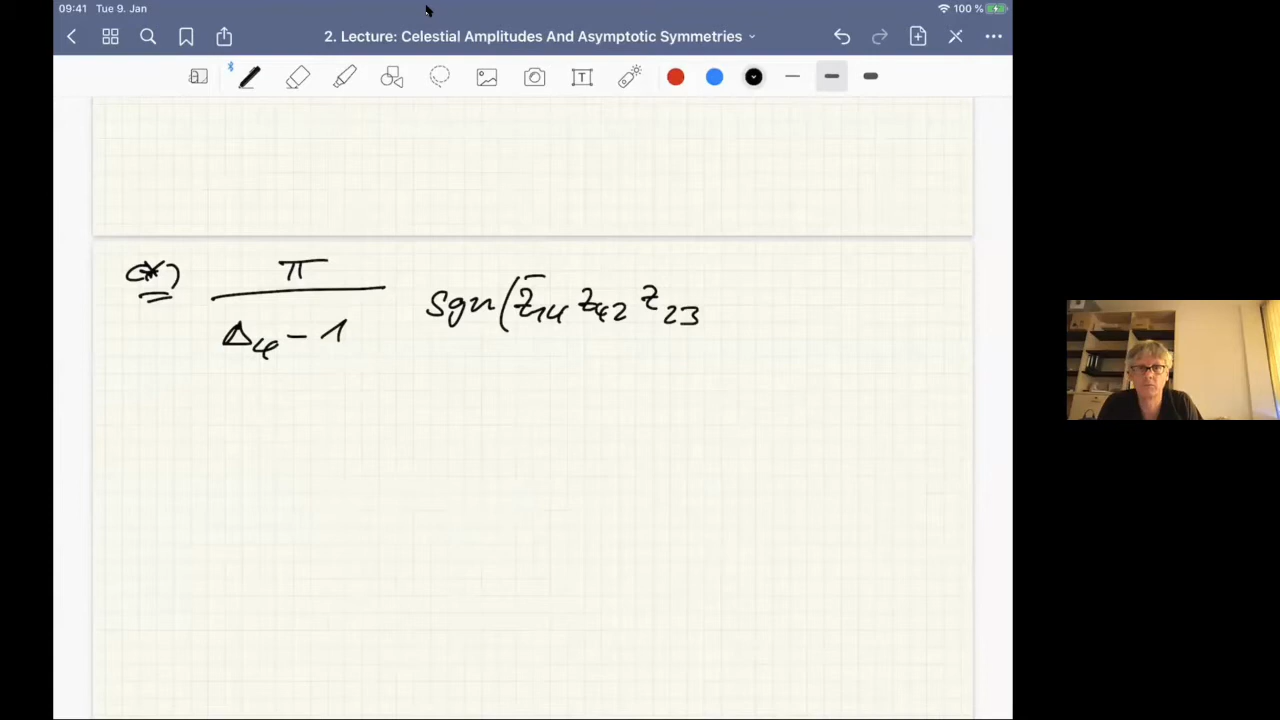 09:41 Tue 9. Jan
100 %
2. Lecture: Celestial Amplitudes And Asymptotic Symmetries
(*) π / (Δ₄ − 1) sgn(z̄₁₄ z₄₂ z₂₃